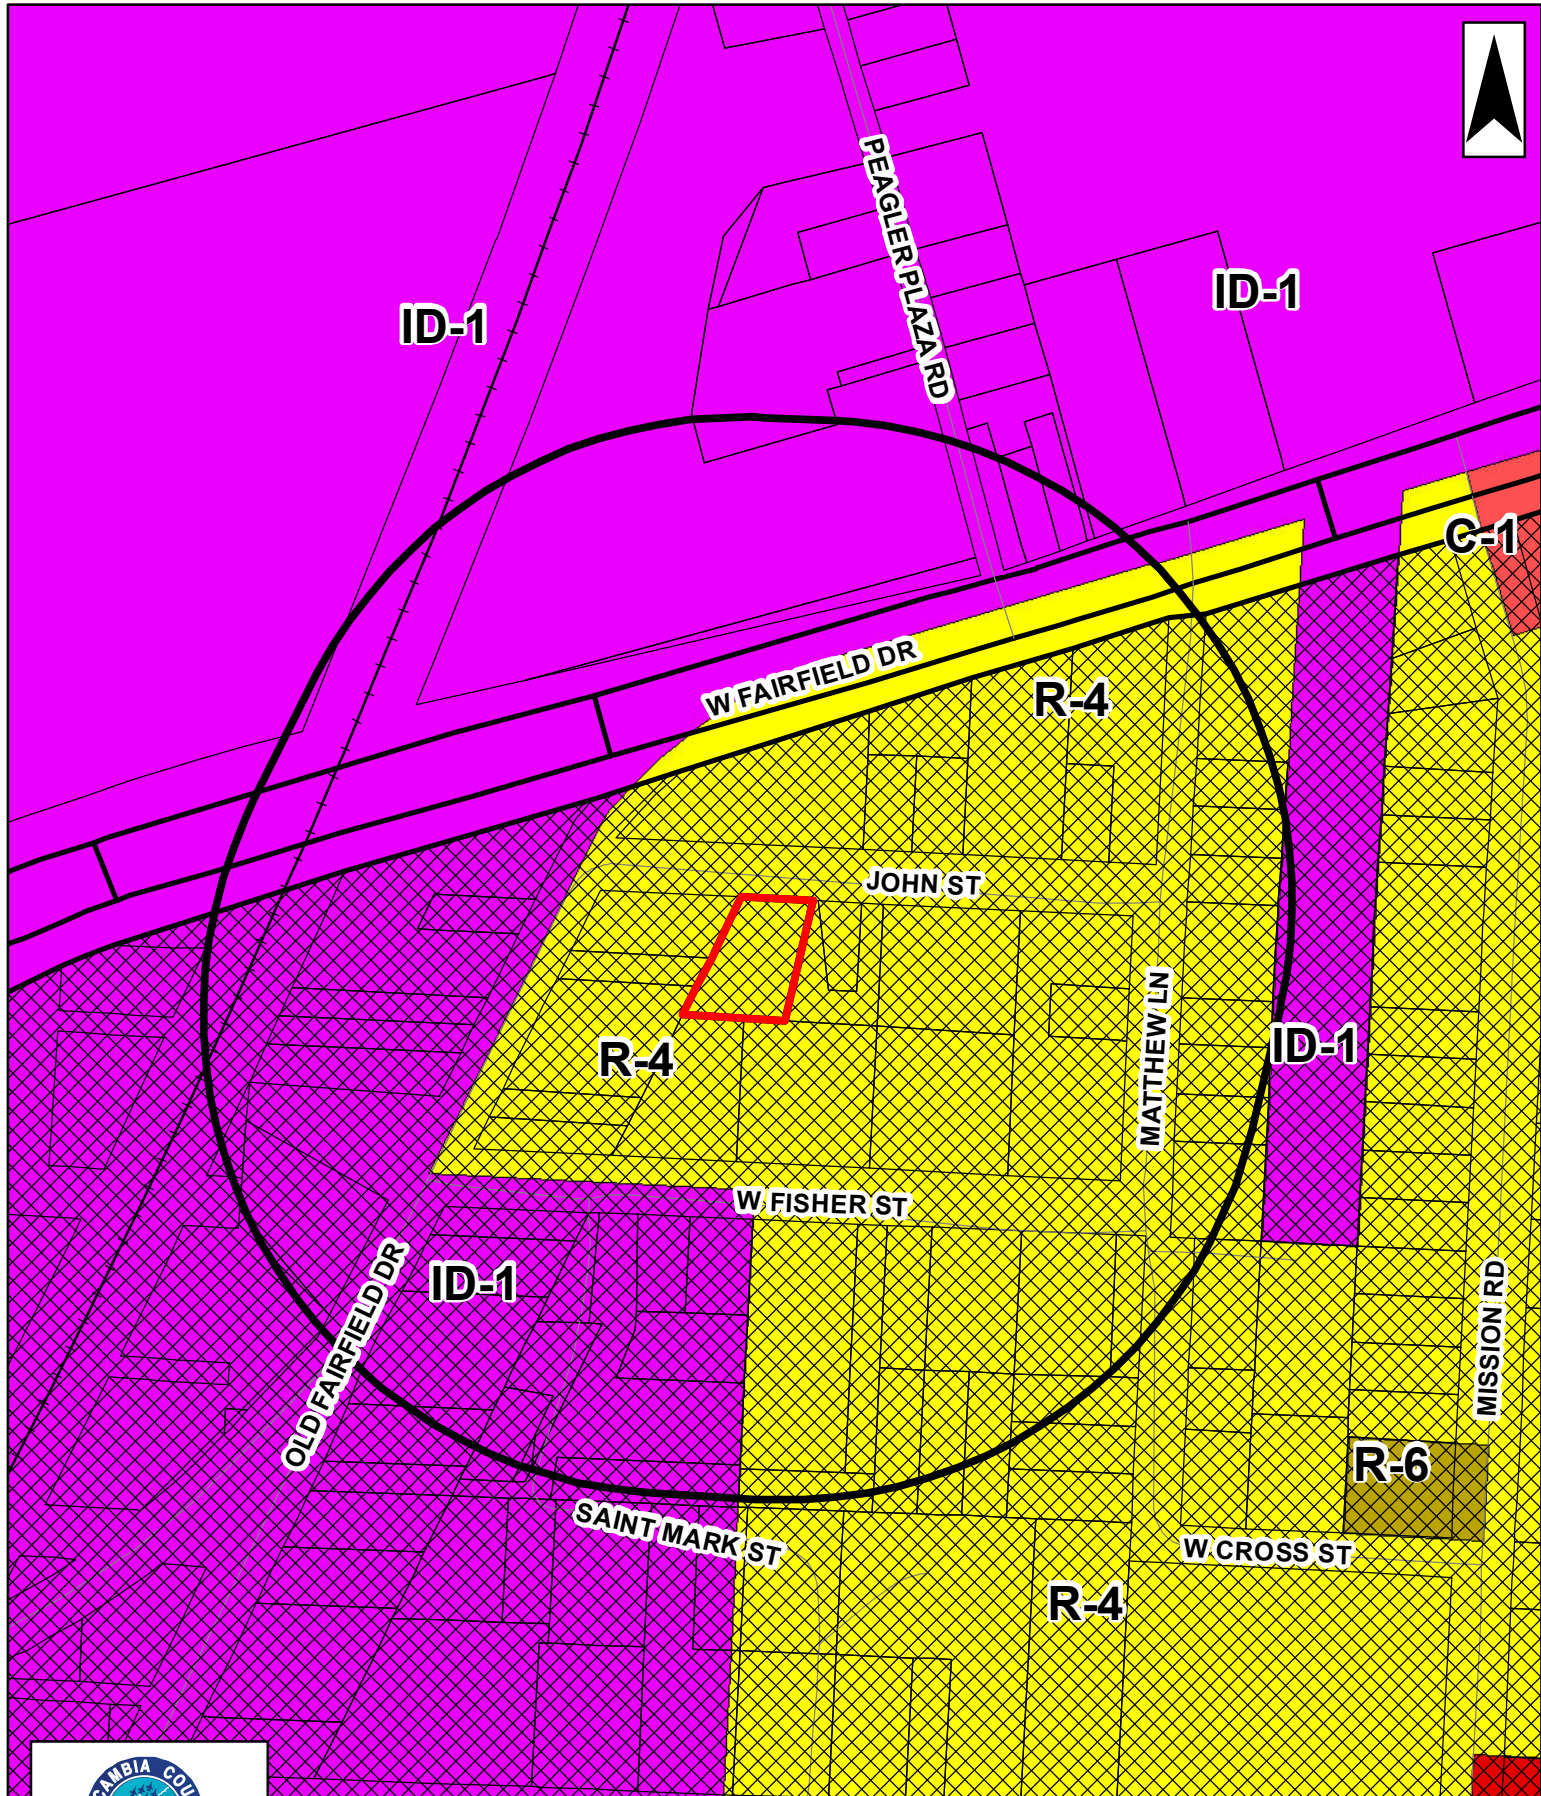 PEAGLER PLAZA RD
ID-1
ID-1
C-1
W FAIRFIELD DR
R-4
JOHN ST
MATTHEW LN
ID-1
R-4
W FISHER ST
OLD FAIRFIELD DR
ID-1
MISSION RD
R-6
SAINT MARK ST
W CROSS ST
R-4